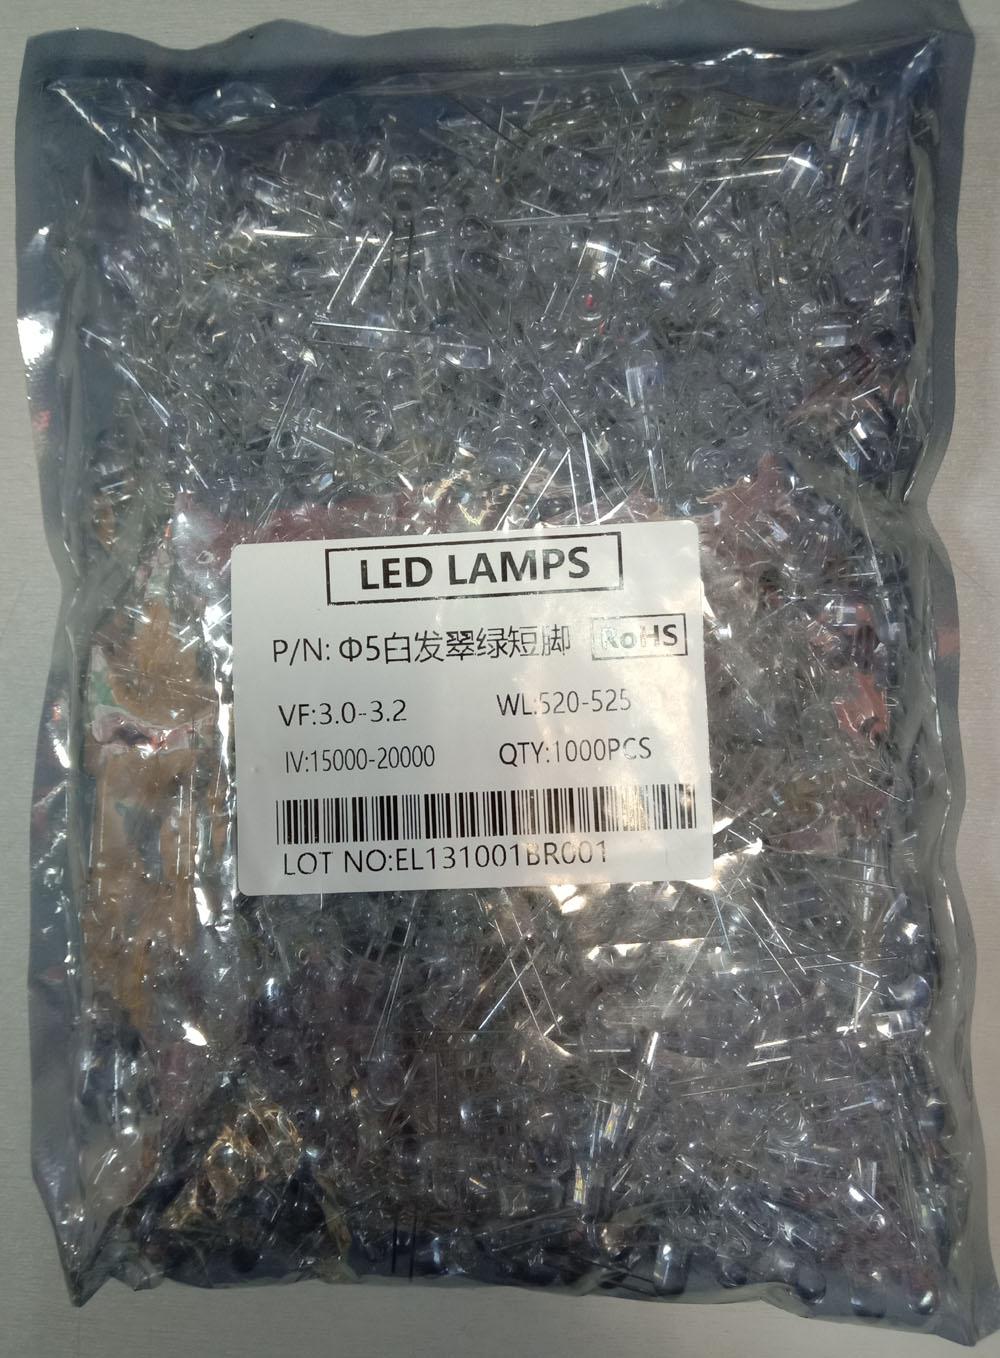 LED LAMPS
P/N: Φ5白发翠绿短脚 RoHS
VF:3.0-3.2 WL:520-525
IV:15000-20000 QTY:1000PCS
LOT NO:EL131001BR001